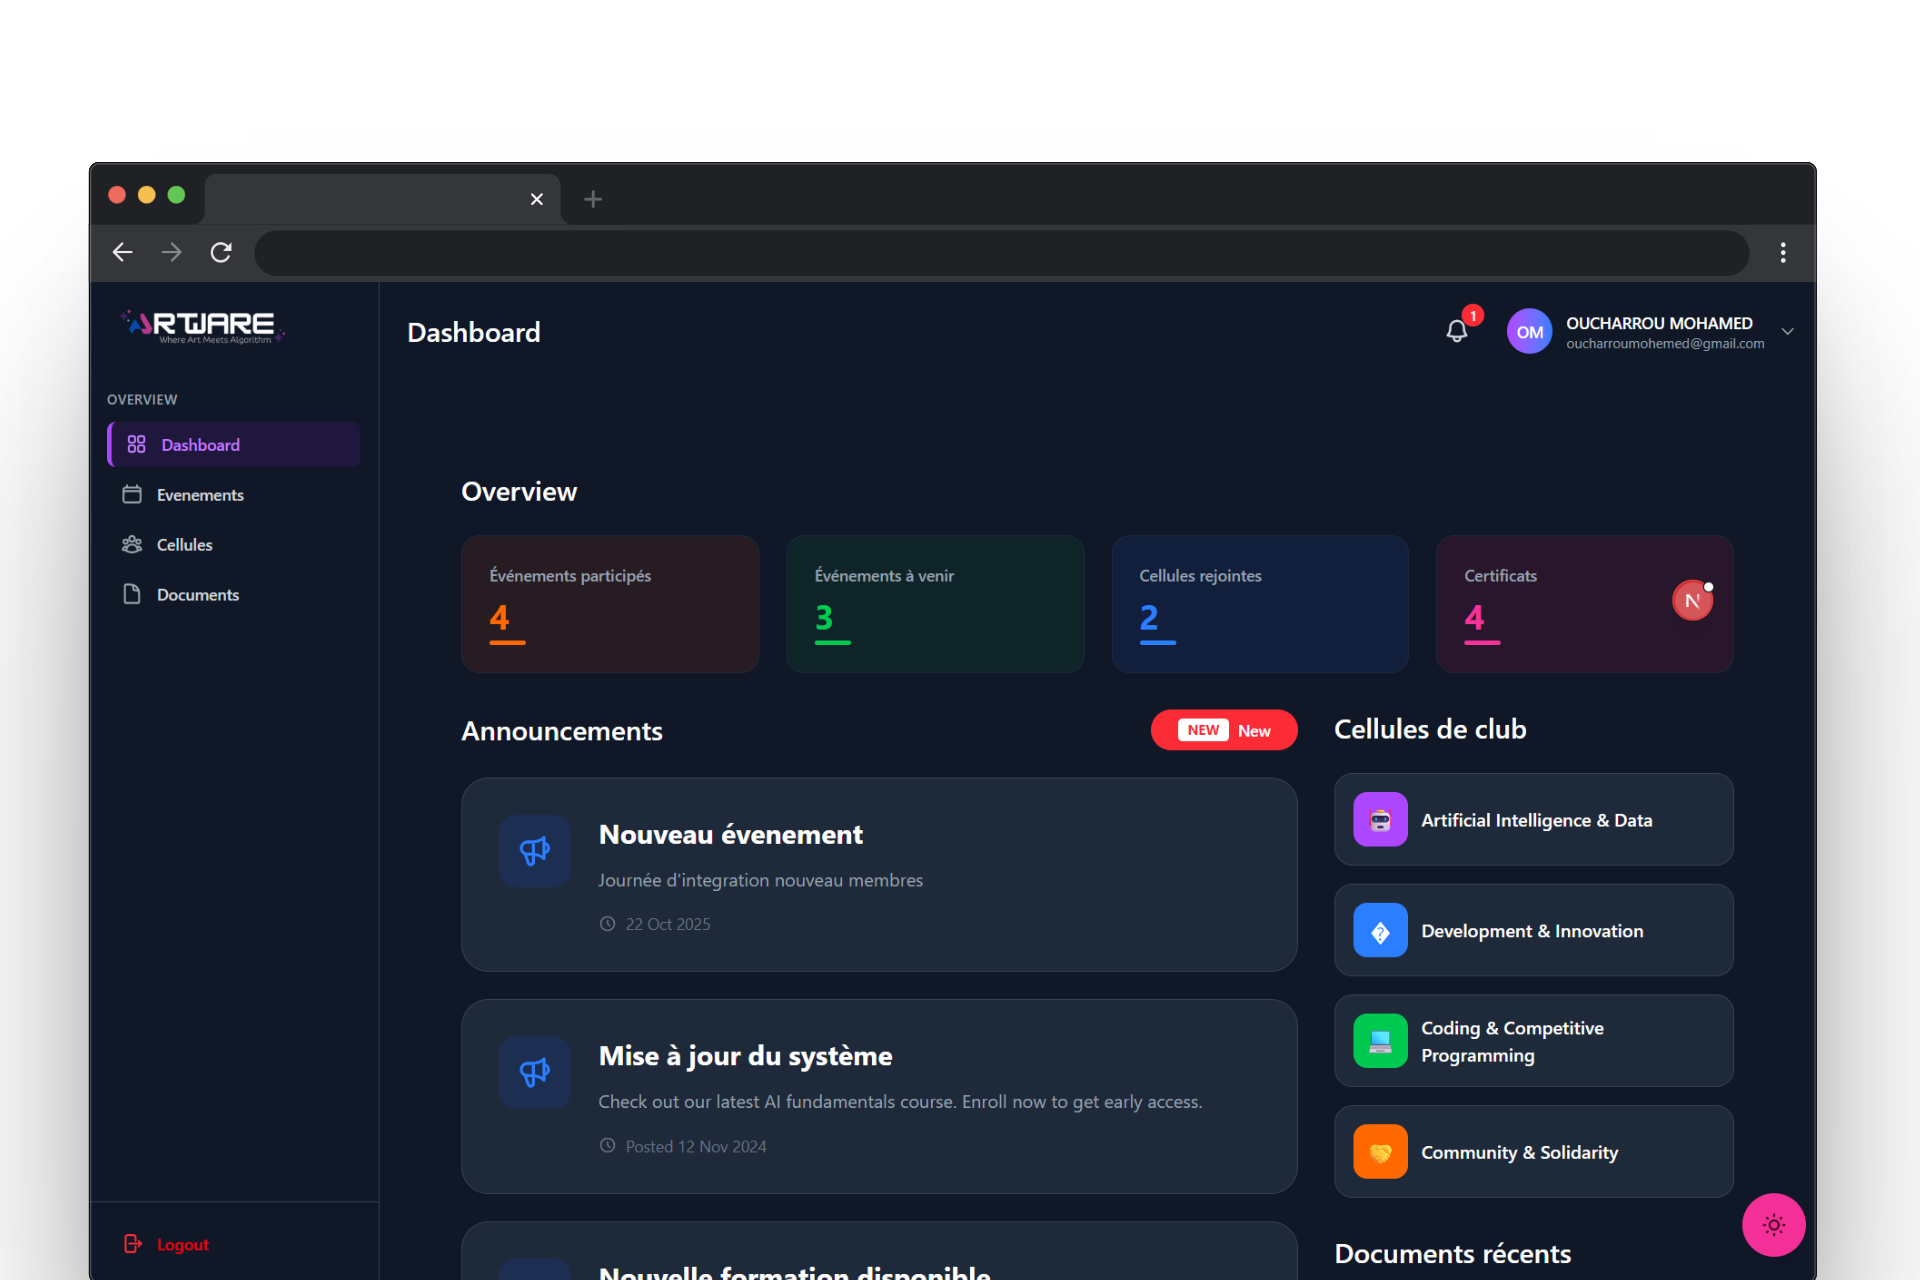 ARTWARE
Where Art Meets Algorithm
OVERVIEW
Dashboard
Evenements
Cellules
Documents
Logout
Dashboard
1
OM
OUCHARROU MOHAMED
oucharroumohemed@gmail.com
Overview
Événements participés
4
Événements à venir
3
Cellules rejointes
2
Certificats
4
N
Announcements
NEW New
Nouveau évenement
Journée d'integration nouveau membres
22 Oct 2025
Mise à jour du système
Check out our latest AI fundamentals course. Enroll now to get early access.
Posted 12 Nov 2024
Nouvelle formation disponible
Cellules de club
Artificial Intelligence & Data
Development & Innovation
Coding & Competitive
Programming
Community & Solidarity
Documents récents